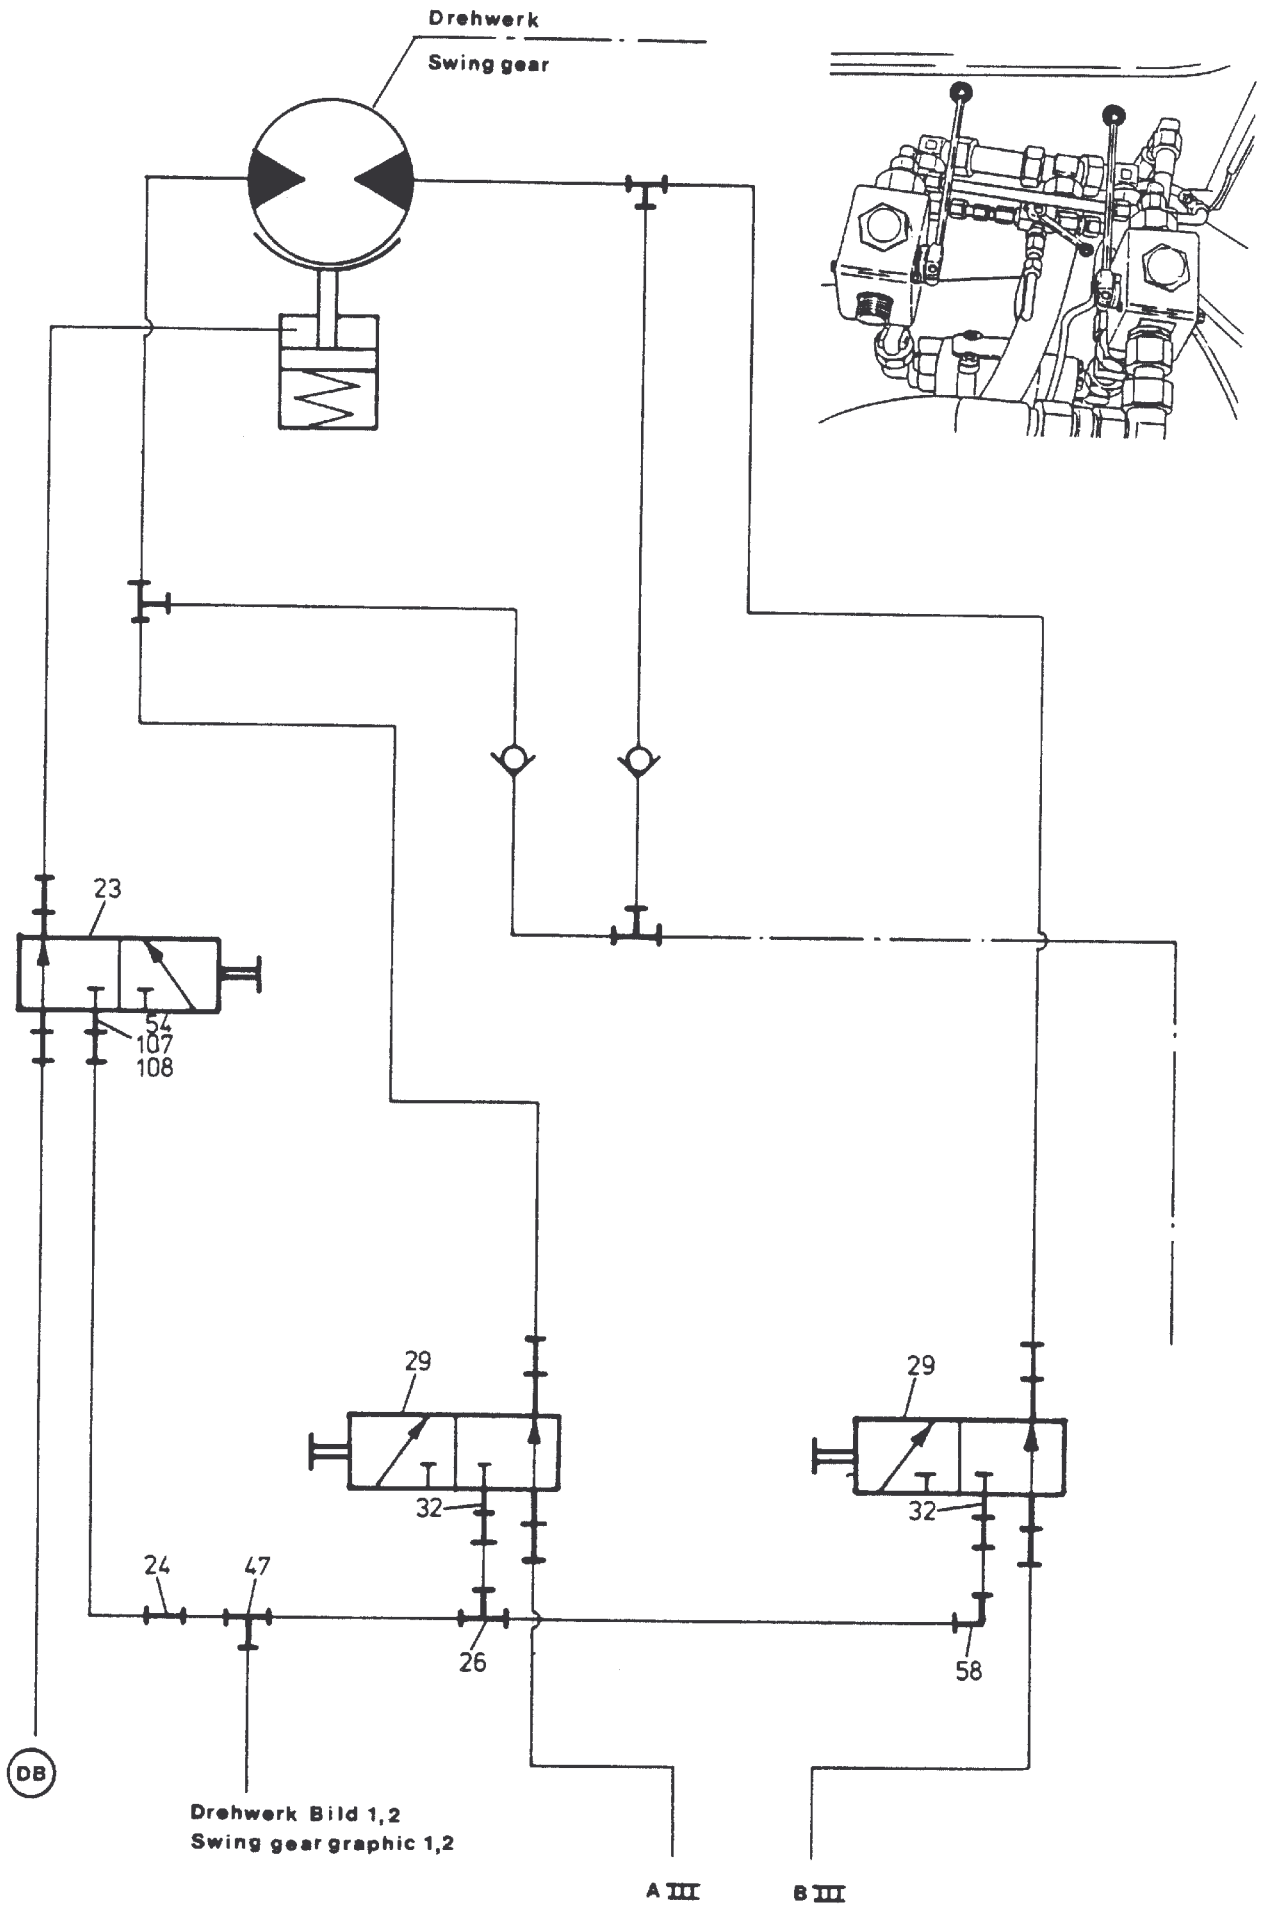 Drehwerk
Swing gear
23
54
107
108
29
29
32
32
24
47
26
58
DB
Drehwerk Bild 1,2
Swing gear graphic 1,2
A III
B III